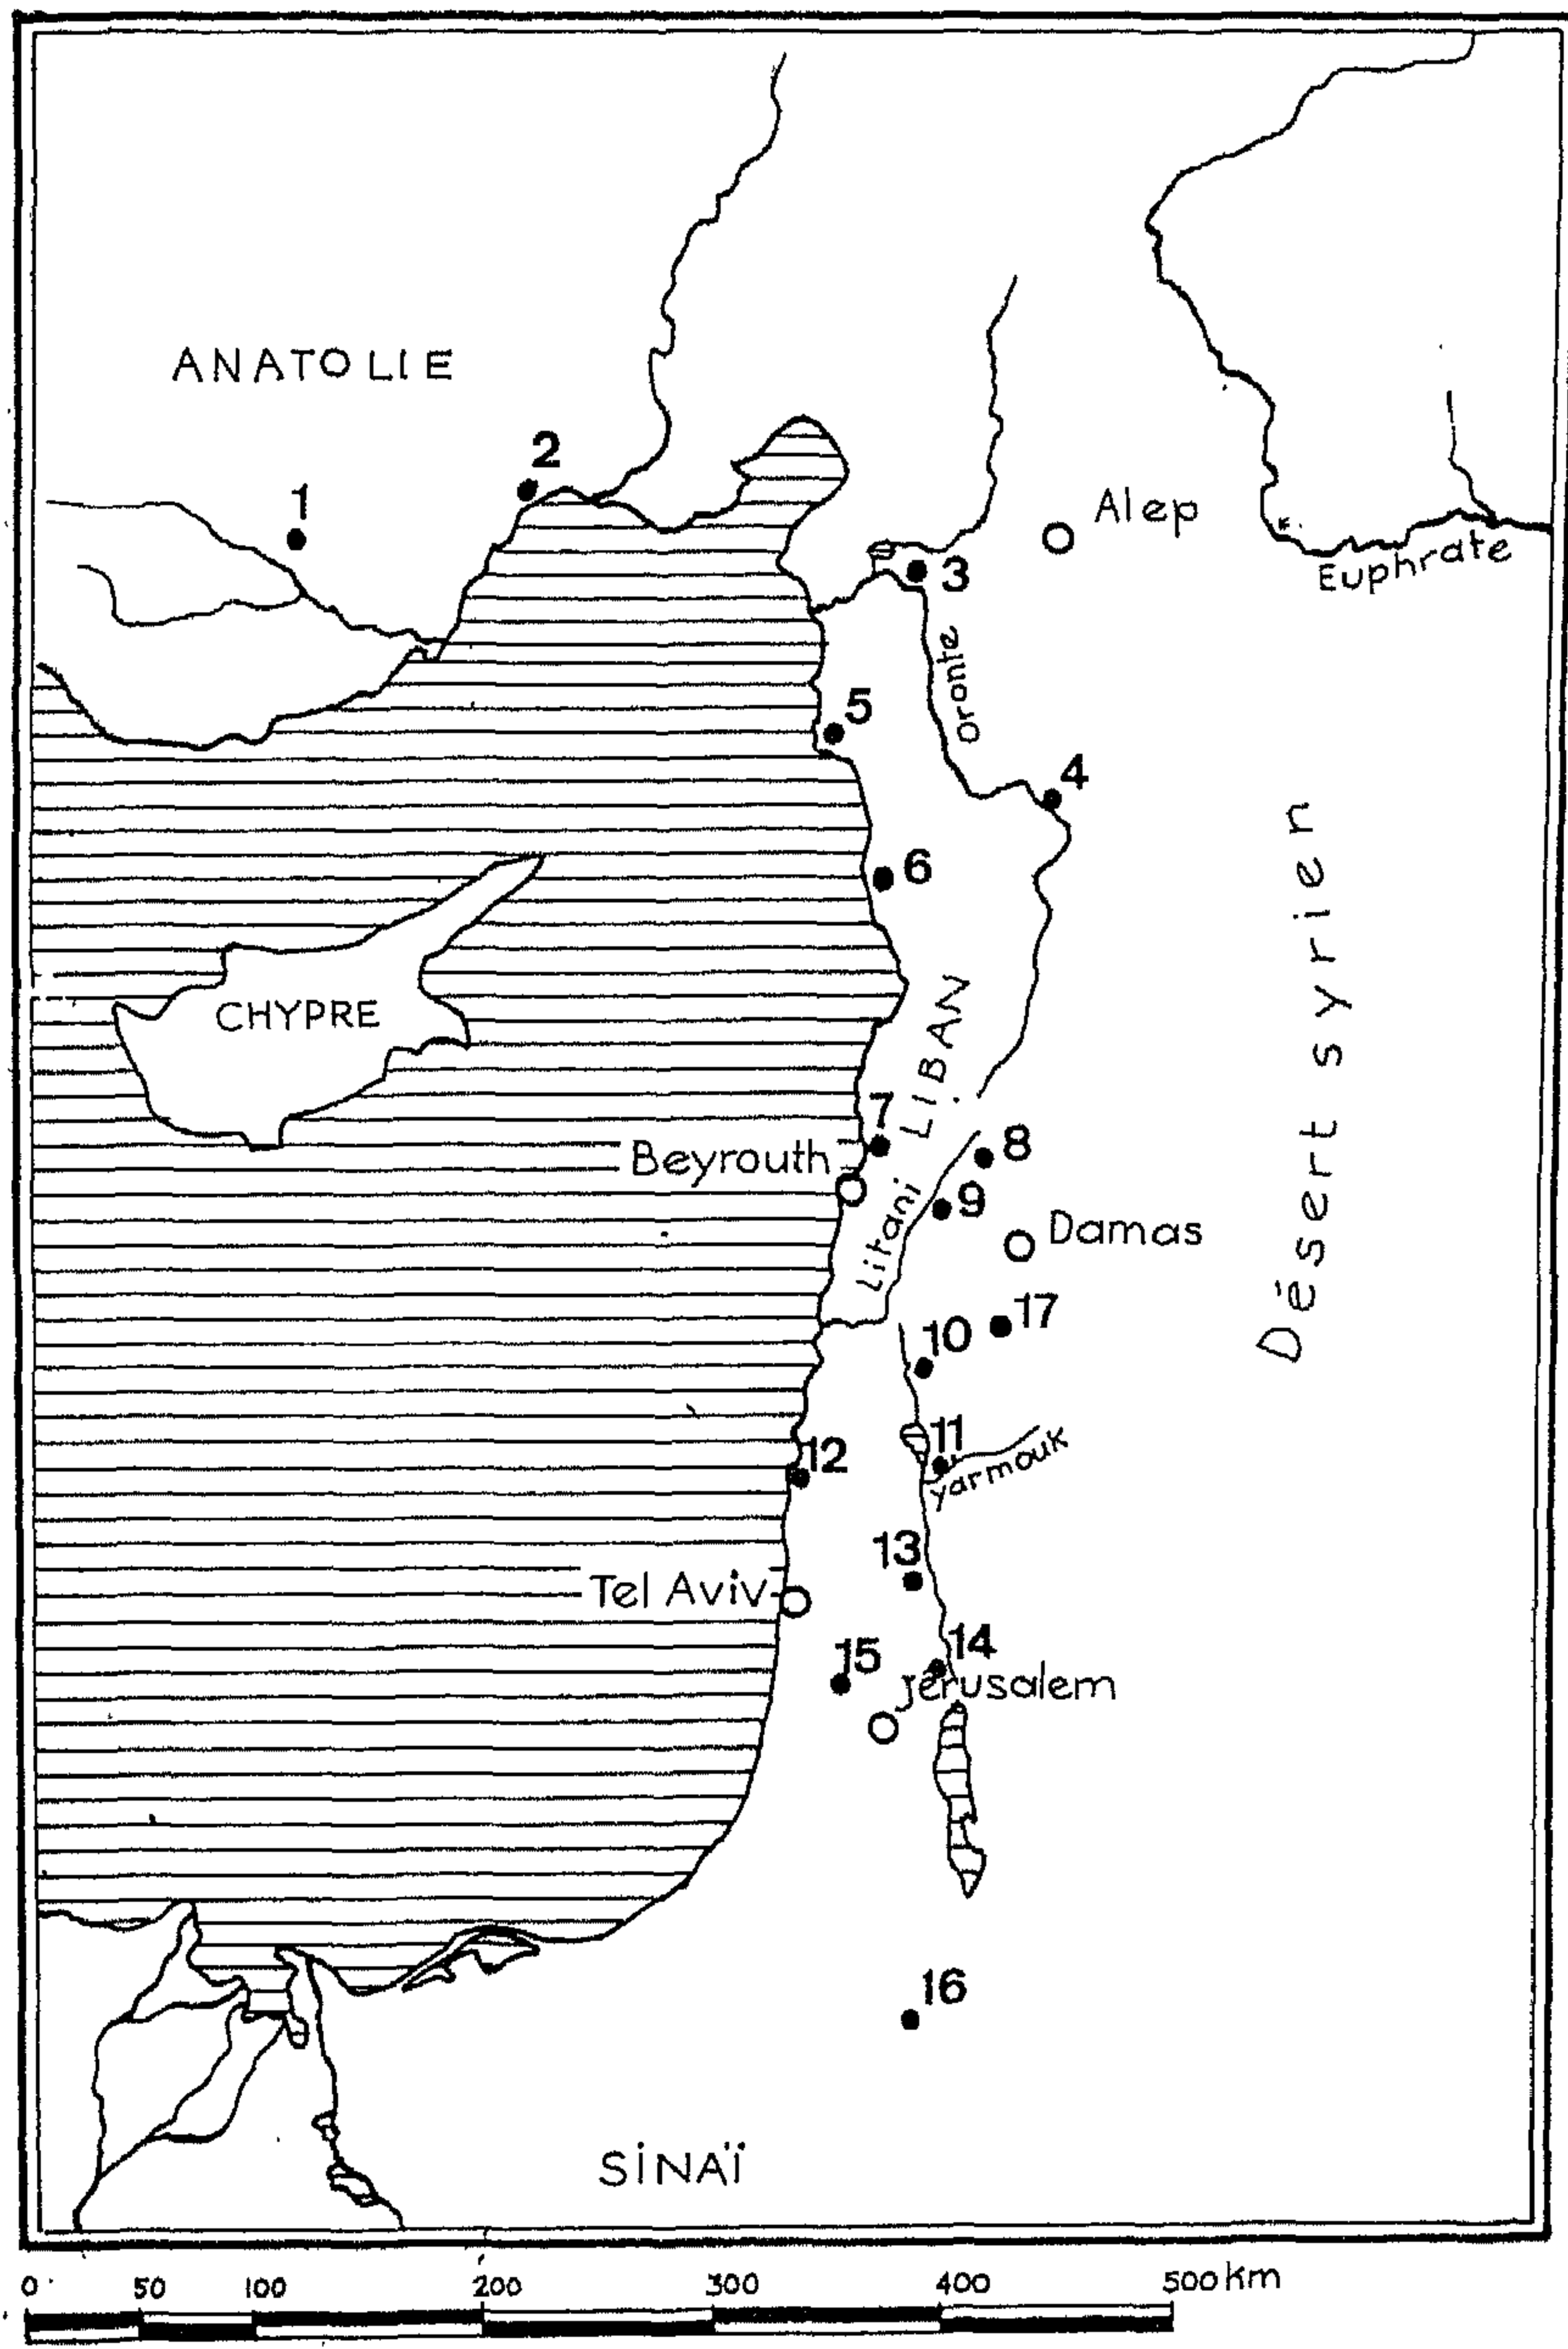 ANATOLIE
2
1
Alep
3
Euphrate
Oronte
5
4
6
Désert syrien
CHYPRE
LIBAN
7
Beyrouth
8
9
Litani
Damas
17
10
11
yarmouk
12
13
Tel Aviv
14
15
Jérusalem
16
SiNAÏ
0 50 100 200 300 400 500 km